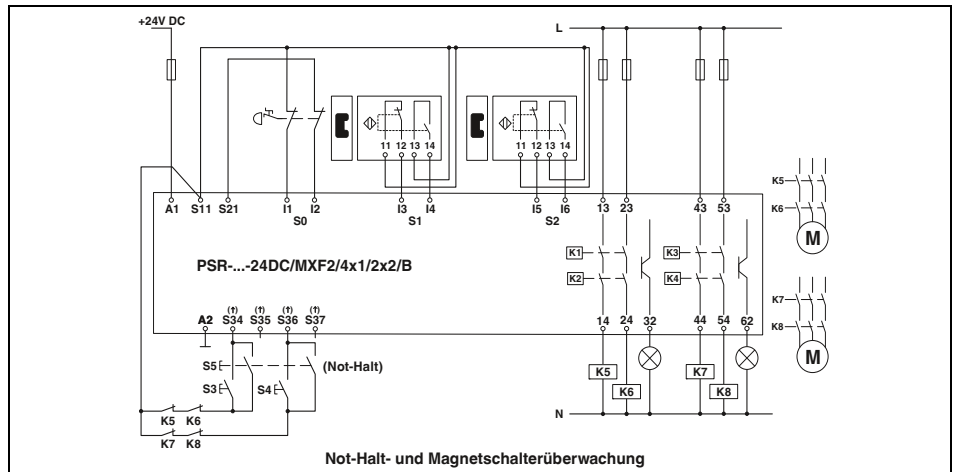 +24V DC
L
11 12 13 14
11 12 13 14
A1 S11 S21 I1 I2 I3 I4 I5 I6 13 23 43 53
S0 S1 S2
K5
K6
M
K1 K3
K2 K4
PSR-...-24DC/MXF2/4x1/2x2/B
(†) (†) (†) (†)
A2 S34 S35 S36 S37 14 24 32 44 54 62
K7
K8
M
S5 (Not-Halt)
S3 S4
K5 K7
K6 K8
K5 K6
N
K7 K8
Not-Halt- und Magnetschalterüberwachung